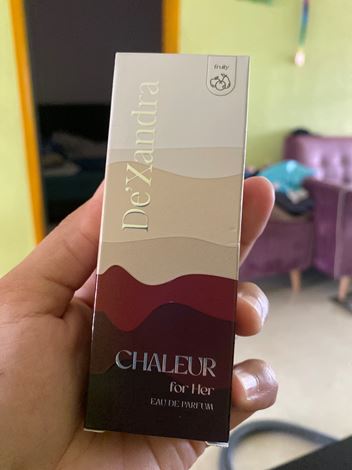 fruity
De'Xandra
CHALEUR
for Her
EAU DE PARFUM